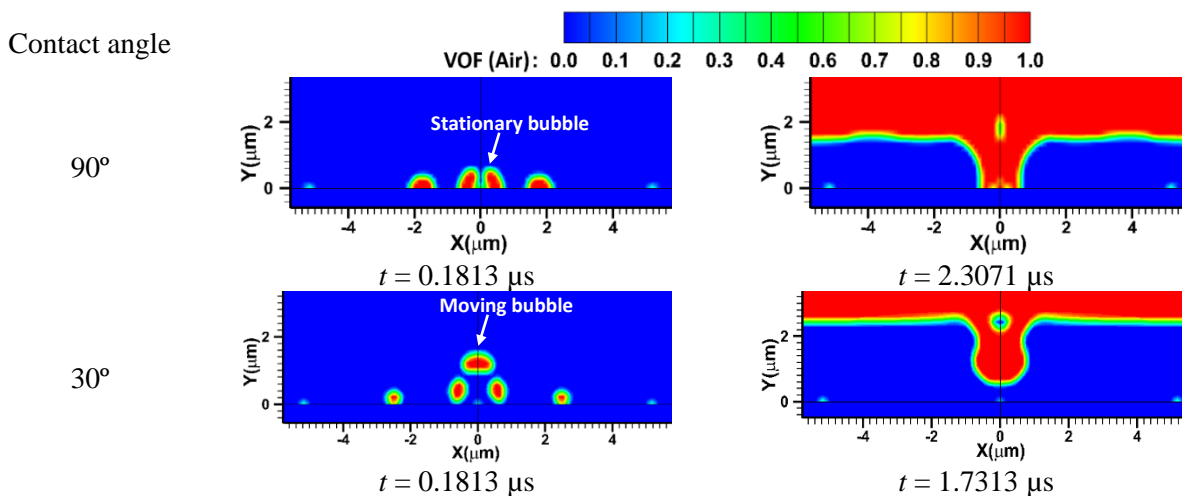 Contact angle
VOF (Air): 0.0 0.1 0.2 0.3 0.4 0.6 0.7 0.8 0.9 1.0
90º
Y(μm)
2
0
Stationary bubble
-4 -2 0 2 4
X(μm)
t = 0.1813 µs
Y(μm)
2
0
-4 -2 0 2 4
X(μm)
t = 2.3071 µs
30º
Y(μm)
2
0
Moving bubble
-4 -2 0 2 4
X(μm)
t = 0.1813 µs
Y(μm)
2
0
-4 -2 0 2 4
X(μm)
t = 1.7313 µs